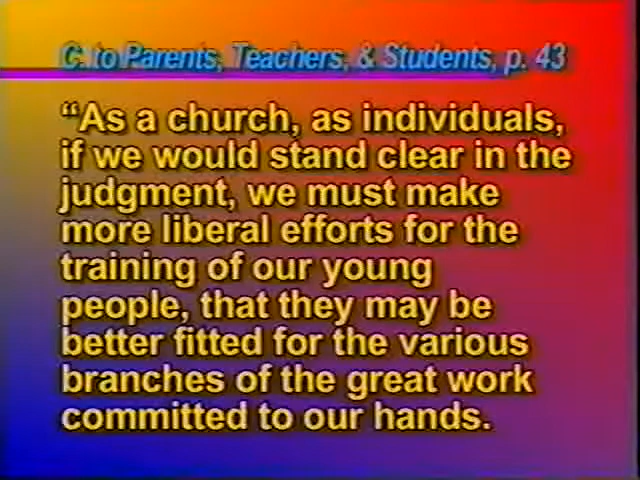 C. to Parents, Teachers, & Students, p. 43
“As a church, as individuals,
if we would stand clear in the
judgment, we must make
more liberal efforts for the
training of our young
people, that they may be
better fitted for the various
branches of the great work
committed to our hands.